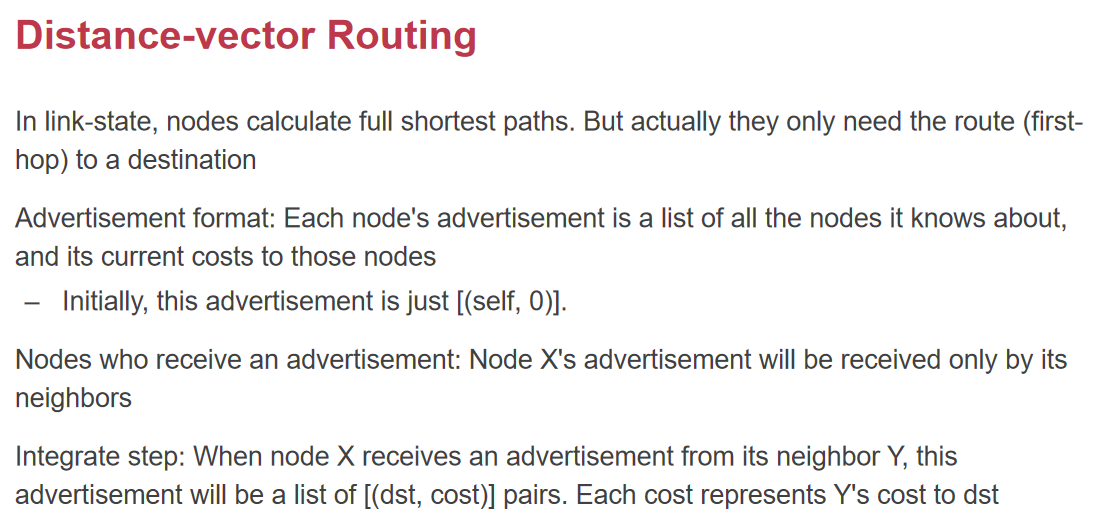 Distance-vector Routing
In link-state, nodes calculate full shortest paths. But actually they only need the route (first-
hop) to a destination
Advertisement format: Each node's advertisement is a list of all the nodes it knows about,
and its current costs to those nodes
– Initially, this advertisement is just [(self, 0)].
Nodes who receive an advertisement: Node X's advertisement will be received only by its
neighbors
Integrate step: When node X receives an advertisement from its neighbor Y, this
advertisement will be a list of [(dst, cost)] pairs. Each cost represents Y's cost to dst